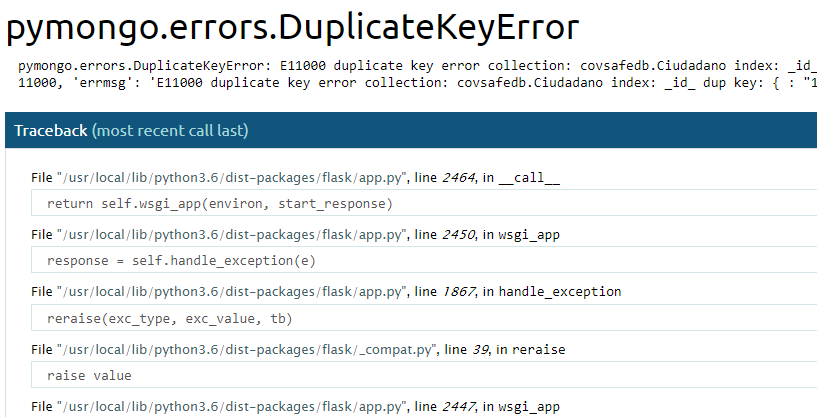 pymongo.errors.DuplicateKeyError
pymongo.errors.DuplicateKeyError: E11000 duplicate key error collection: covsafedb.Ciudadano index: _id_
11000, 'errmsg': 'E11000 duplicate key error collection: covsafedb.Ciudadano index: _id_ dup key: { : "1
Traceback (most recent call last)
File "/usr/local/lib/python3.6/dist-packages/flask/app.py", line 2464, in __call__
return self.wsgi_app(environ, start_response)
File "/usr/local/lib/python3.6/dist-packages/flask/app.py", line 2450, in wsgi_app
response = self.handle_exception(e)
File "/usr/local/lib/python3.6/dist-packages/flask/app.py", line 1867, in handle_exception
reraise(exc_type, exc_value, tb)
File "/usr/local/lib/python3.6/dist-packages/flask/_compat.py", line 39, in reraise
raise value
File "/usr/local/lib/python3.6/dist-packages/flask/app.py", line 2447, in wsgi_app